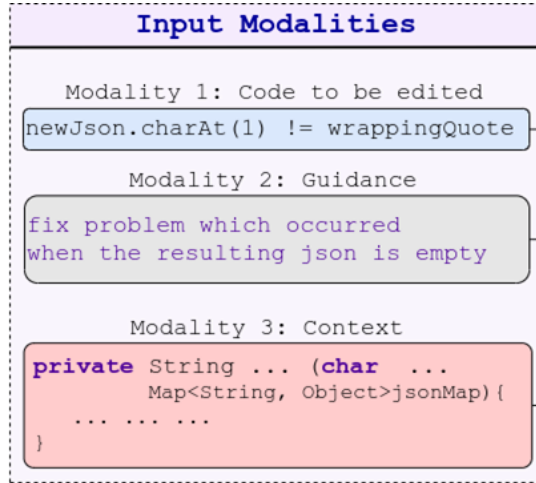 Input Modalities
Modality 1: Code to be edited
newJson.charAt(1) != wrappingQuote
Modality 2: Guidance
fix problem which occurred
when the resulting json is empty
Modality 3: Context
private String ... (char ...
Map<String, Object>jsonMap){
... ... ...
}